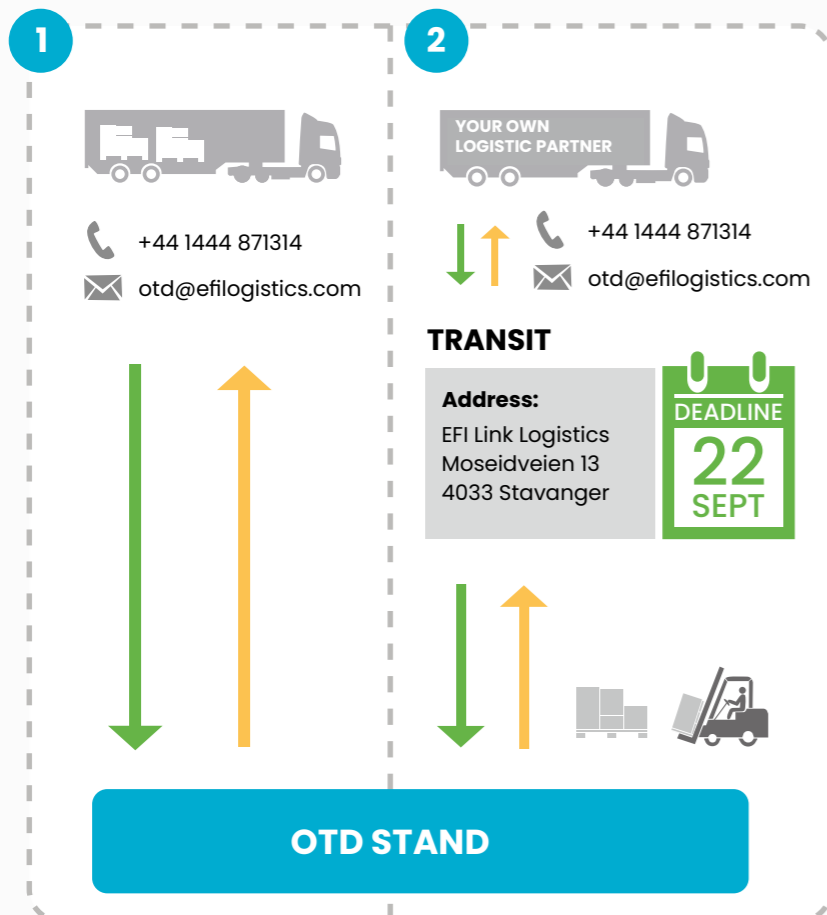 1
+44 1444 871314
otd@efilogistics.com
2
YOUR OWN
LOGISTIC PARTNER
+44 1444 871314
otd@efilogistics.com
TRANSIT
Address:
EFI Link Logistics
Moseidveien 13
4033 Stavanger
DEADLINE
22
SEPT
OTD STAND